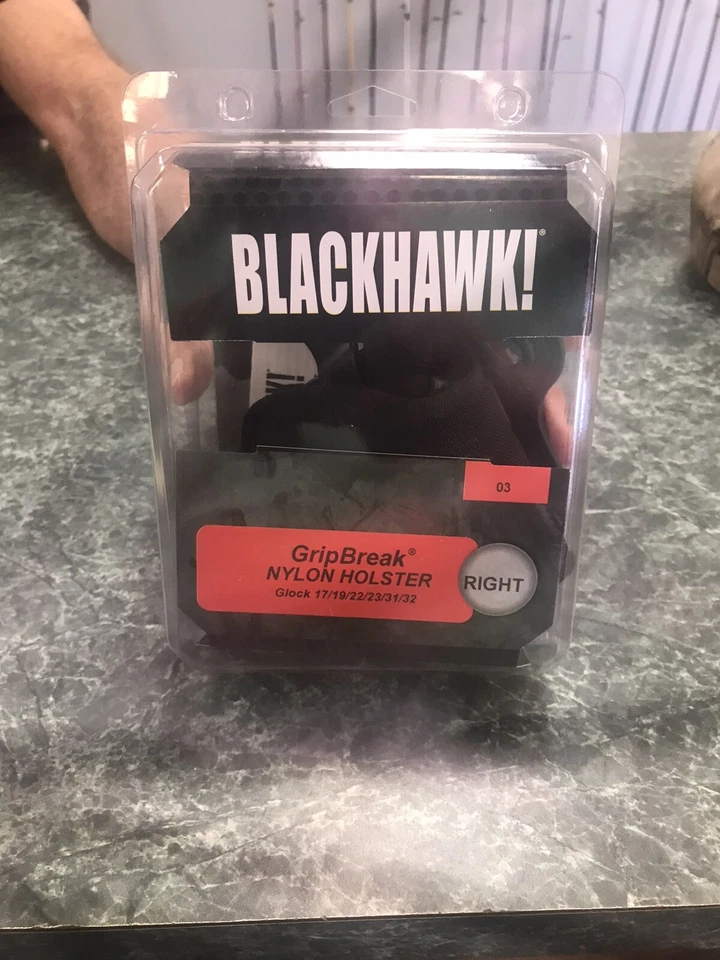 BLACKHAWK!®
03
GripBreak®
NYLON HOLSTER
Glock 17/19/22/23/31/32
RIGHT